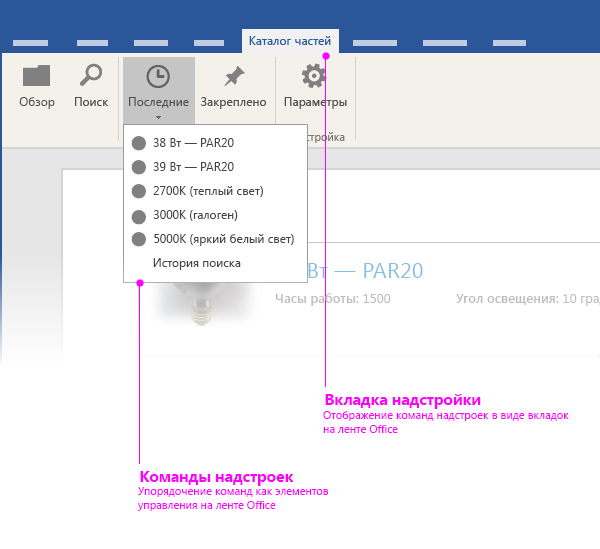 Каталог частей
Обзор
Поиск
Последние
Закреплено
Параметры
стройка
38 Вт — PAR20
39 Вт — PAR20
2700K (теплый свет)
3000K (галоген)
5000K (яркий белый свет)
История поиска
Вт — PAR20
Часы работы: 1500
Угол освещения: 10 гра
Вкладка надстройки
Отображение команд надстроек в виде вкладок
на ленте Office
Команды надстроек
Упорядочение команд как элементов
управления на ленте Office